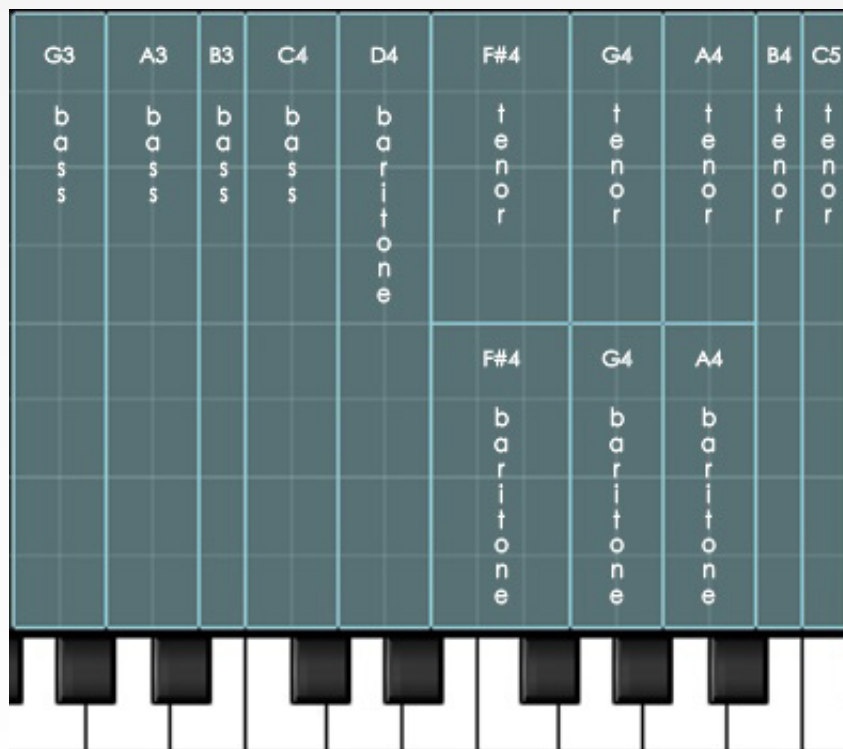 G3 A3 B3 C4 D4 F#4 G4 A4 B4 C5
bass bass bass bass baritone tenor tenor tenor tenor tenor
F#4 G4 A4
baritone baritone baritone